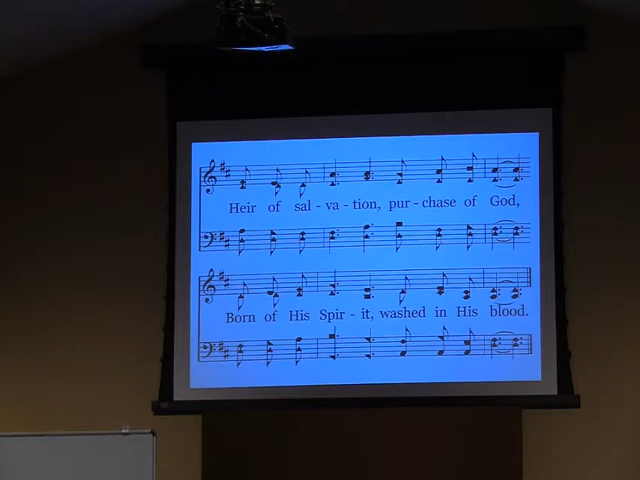 Heir of sal - va - tion, pur - chase of God,
Born of His Spir - it, washed in His blood.